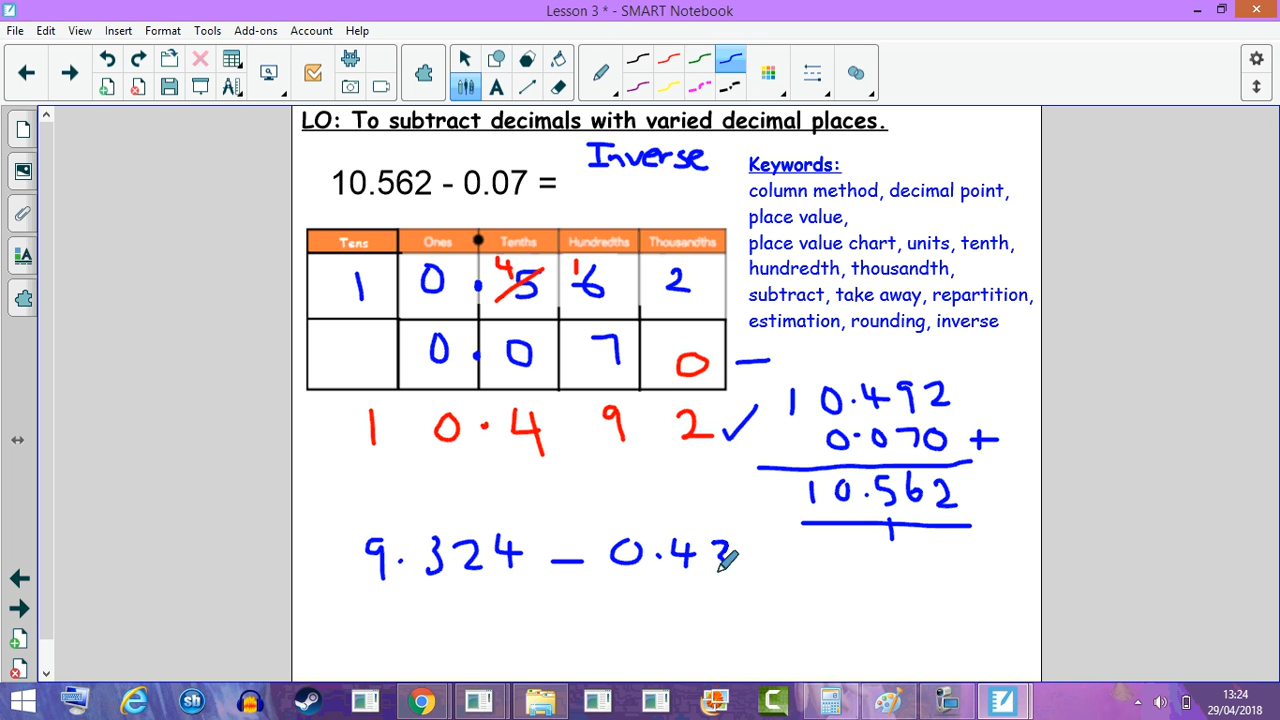 Lesson 3 * - SMART Notebook
File Edit View Insert Format Tools Add-ons Account Help
LO: To subtract decimals with varied decimal places.
Inverse
10.562 - 0.07 =
Keywords:
column method, decimal point,
place value,
place value chart, units, tenth,
hundredth, thousandth,
subtract, take away, repartition,
estimation, rounding, inverse
Tens Ones Tenths Hundredths Thousandths
1 0 . 4 5 1 6 2
0 . 0 7 0 -
1 0 . 4 9 2 ✓
10.492
0.070 +
10.562
1
9.324 - 0.43
13:24
29/04/2018